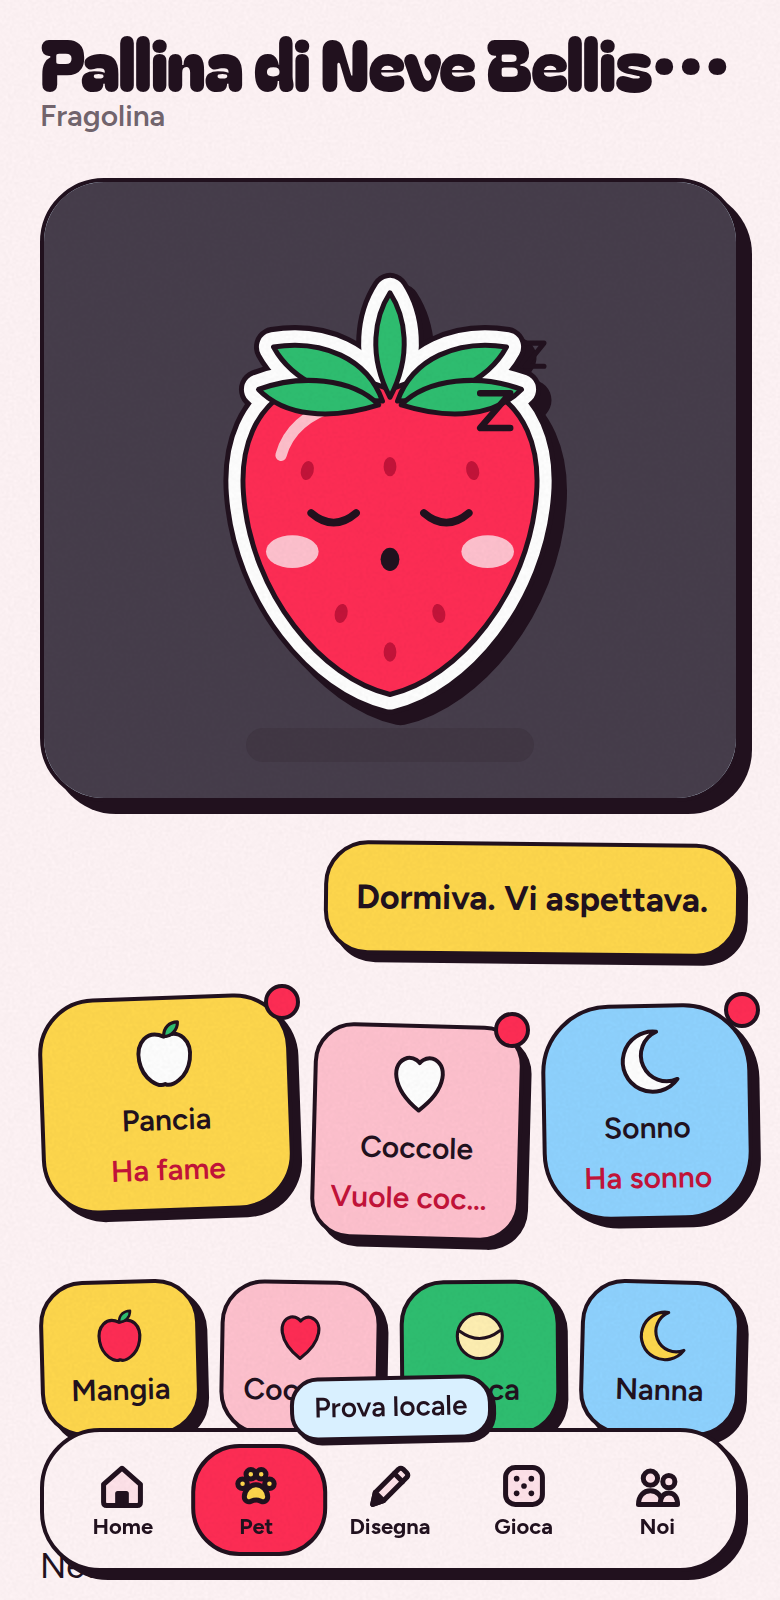 Pallina di Neve Bellis...
Fragolina
z
Z
Dormiva. Vi aspettava.
Pancia
Ha fame
Coccole
Vuole coc...
Sonno
Ha sonno
Mangia
Nanna
Prova locale
Home
Pet
Disegna
Gioca
Noi